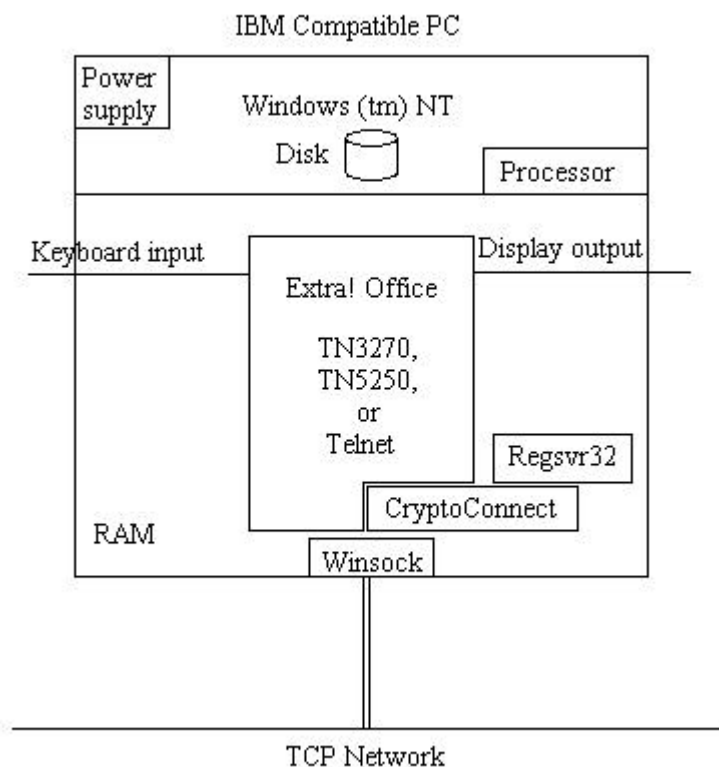 IBM Compatible PC
Power
supply
Windows (tm) NT
Disk
Processor
Keyboard input
Display output
Extra! Office
TN3270,
TN5250,
or
Telnet
Regsvr32
CryptoConnect
RAM
Winsock
TCP Network